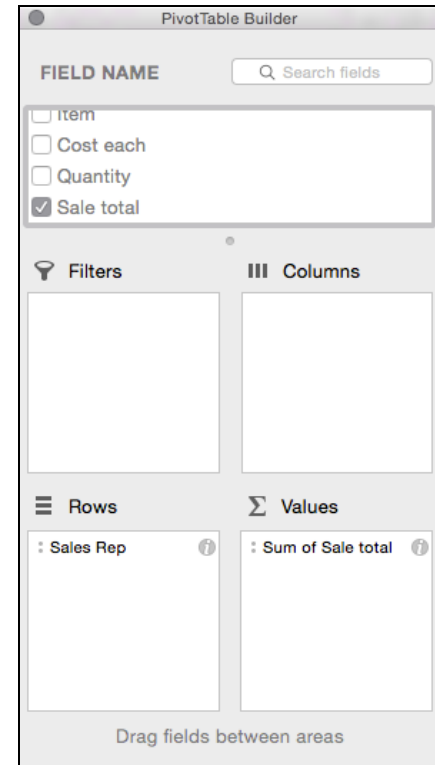 PivotTable Builder
FIELD NAME
Search fields
Item
Cost each
Quantity
Sale total
Filters
Columns
Rows
Values
Sales Rep
Sum of Sale total
Drag fields between areas